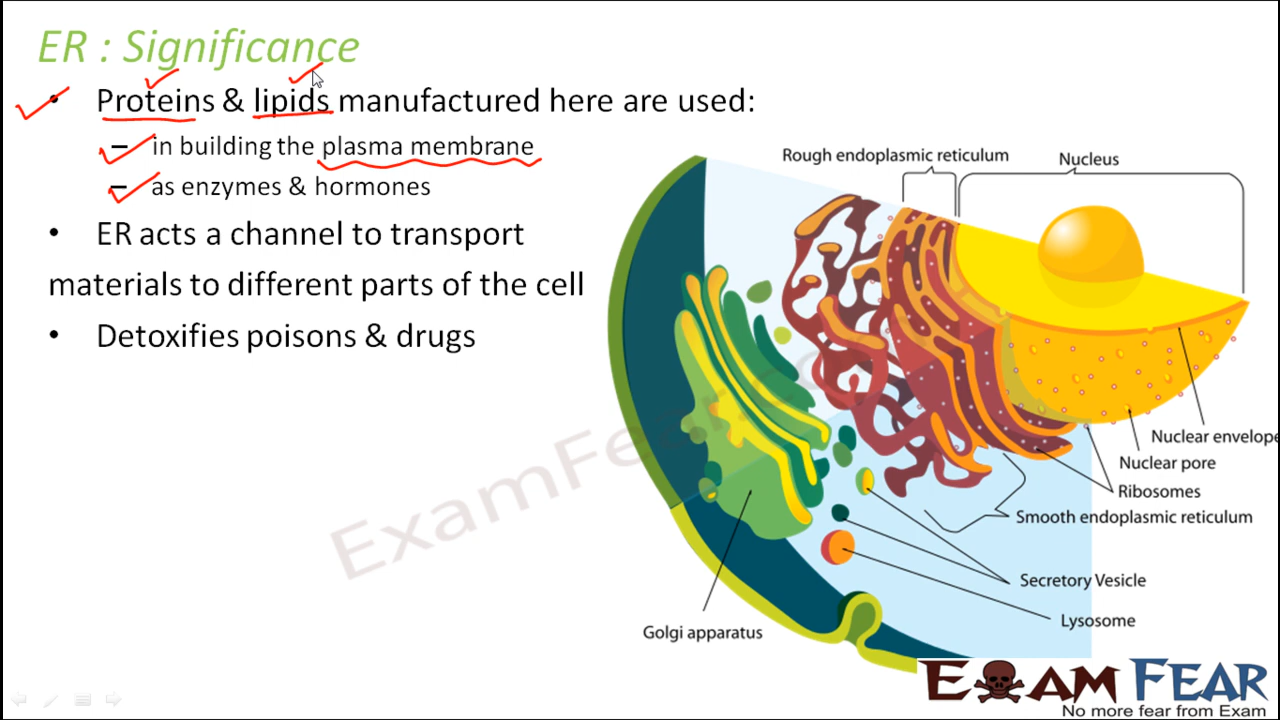 ER : Significance
• Proteins & lipids manufactured here are used:
– in building the plasma membrane
– as enzymes & hormones
• ER acts a channel to transport
materials to different parts of the cell
• Detoxifies poisons & drugs
Rough endoplasmic reticulum
Nucleus
Nuclear envelope
Nuclear pore
Ribosomes
Smooth endoplasmic reticulum
Secretory Vesicle
Lysosome
Golgi apparatus
ExamFear.com
EXAM FEAR
No more fear from Exam